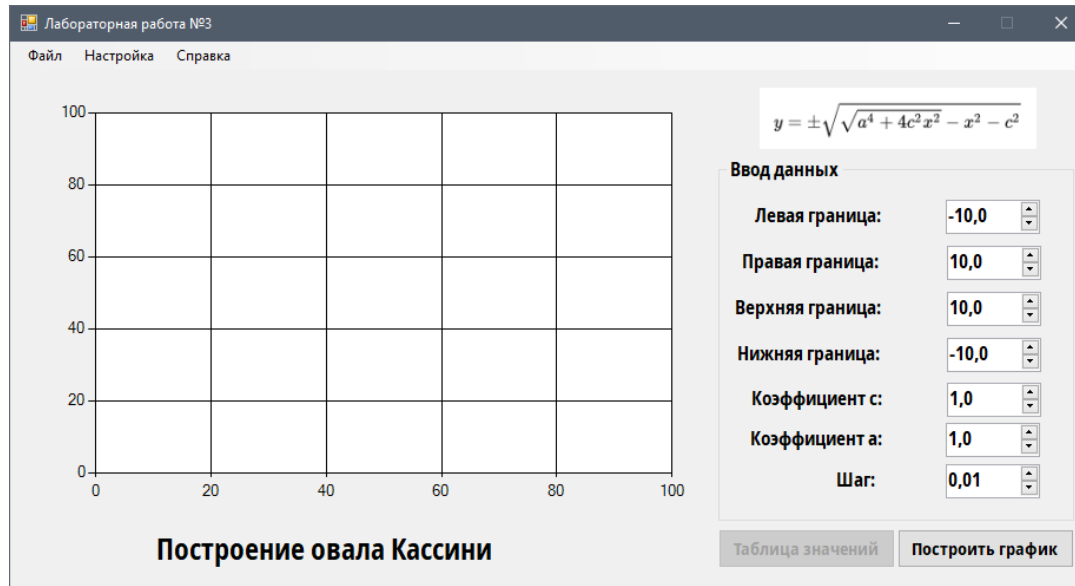 Лабораторная работа №3
Файл Настройка Справка
y = ±√(√(a⁴ + 4c²x²) − x² − c²)
100
80
60
40
20
0
0 20 40 60 80 100
Построение овала Кассини
Ввод данных
Левая граница: -10,0
Правая граница: 10,0
Верхняя граница: 10,0
Нижняя граница: -10,0
Коэффициент c: 1,0
Коэффициент a: 1,0
Шаг: 0,01
Таблица значений Построить график